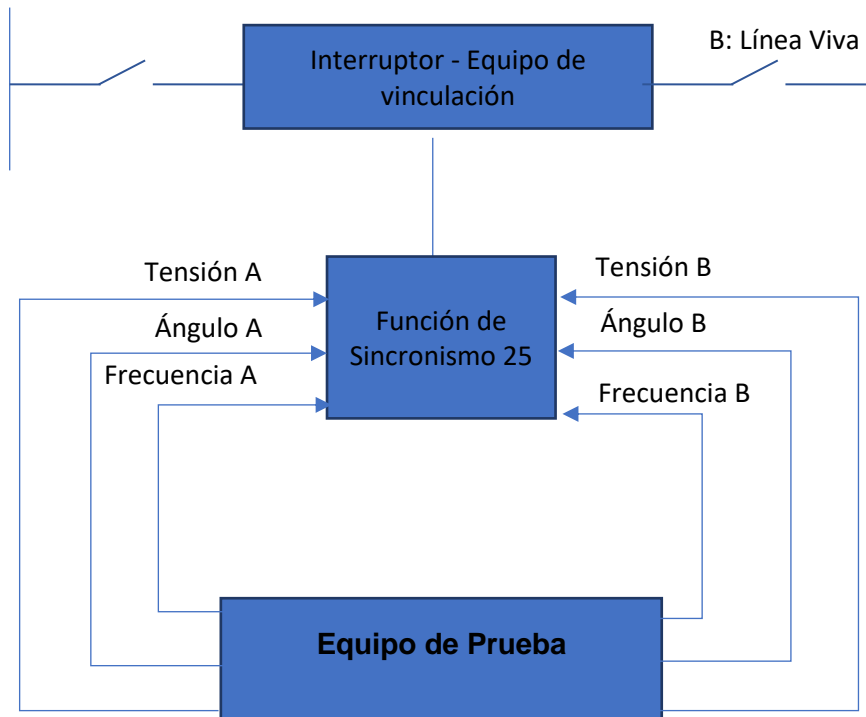 Interruptor - Equipo de
vinculación
B: Línea Viva
Tensión A
Ángulo A
Frecuencia A
Función de
Sincronismo 25
Tensión B
Ángulo B
Frecuencia B
Equipo de Prueba